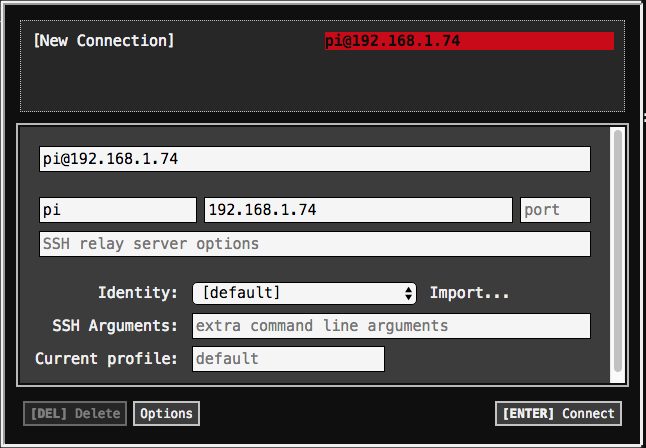 [New Connection] pi@192.168.1.74
pi@192.168.1.74
pi 192.168.1.74 port
SSH relay server options
Identity: [default] Import...
SSH Arguments: extra command line arguments
Current profile: default
[DEL] Delete Options [ENTER] Connect